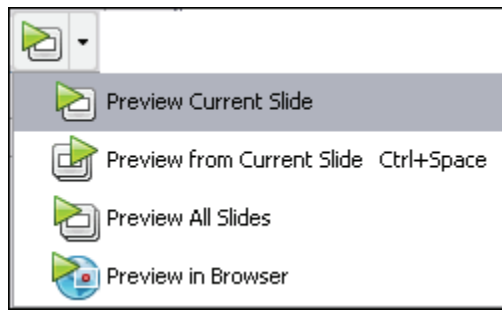 Preview Current Slide
Preview from Current Slide Ctrl+Space
Preview All Slides
Preview in Browser